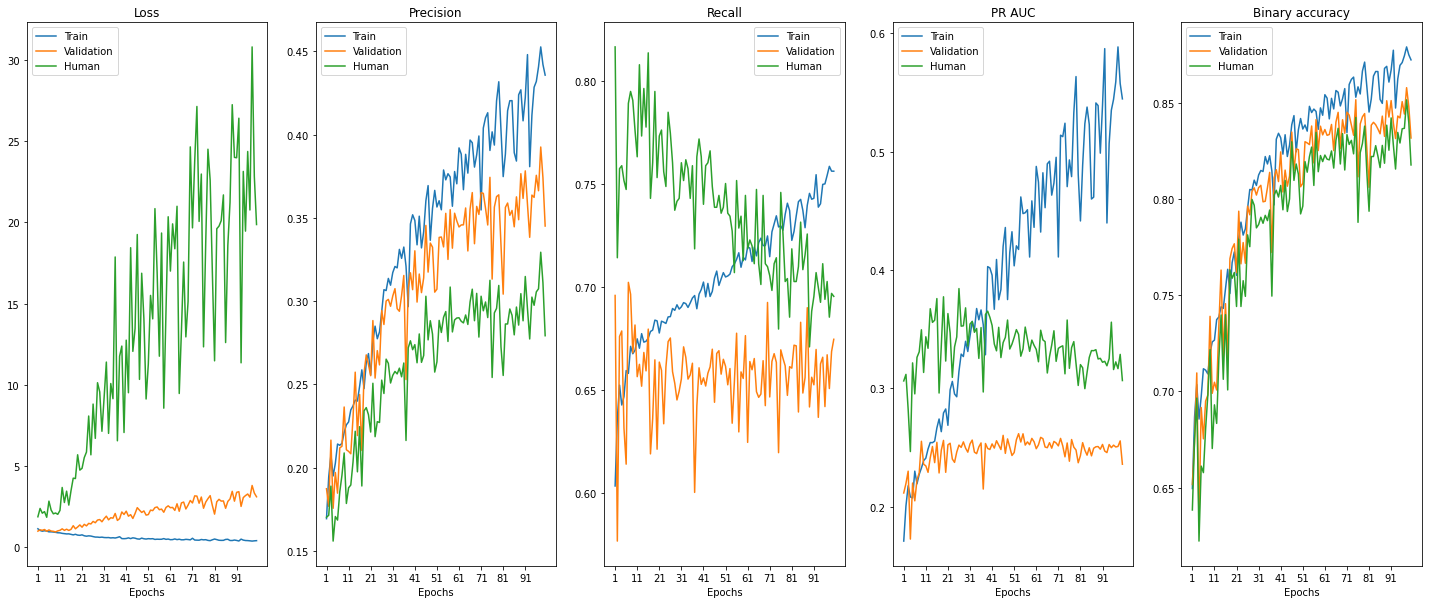 Loss
Train
Validation
Human
30
25
20
15
10
5
0
1 11 21 31 41 51 61 71 81 91
Epochs
Precision
Train
Validation
Human
0.45
0.40
0.35
0.30
0.25
0.20
0.15
1 11 21 31 41 51 61 71 81 91
Epochs
Recall
Train
Validation
Human
0.80
0.75
0.70
0.65
0.60
1 11 21 31 41 51 61 71 81 91
Epochs
PR AUC
Train
Validation
Human
0.6
0.5
0.4
0.3
0.2
1 11 21 31 41 51 61 71 81 91
Epochs
Binary accuracy
Train
Validation
Human
0.85
0.80
0.75
0.70
0.65
1 11 21 31 41 51 61 71 81 91
Epochs